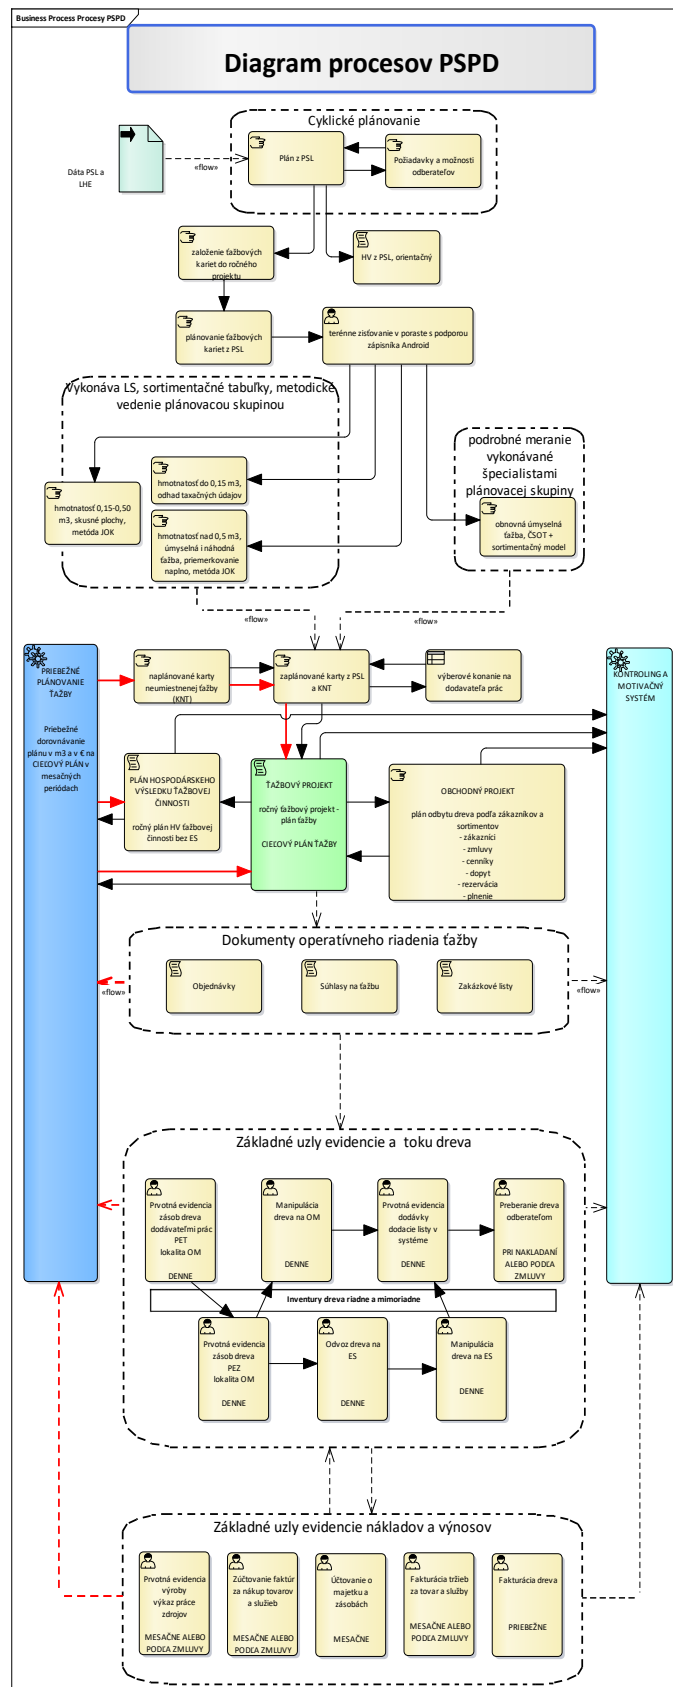 Business Process Procesy PSPD
Diagram procesov PSPD
Cyklické plánovanie
Plán z PSL
Požiadavky a možnosti
odberateľov
«flow»
Dáta PSL a
LHE
založenie ťažbových
kariet do ročného
projektu
HV z PSL, orientačný
plánovanie ťažbových
kariet z PSL
terénne zisťovanie v poraste s podporou
zápisníka Android
Vykonáva LS, sortimentačné tabuľky, metodické
vedenie plánovacou skupinou
podrobné meranie
vykonávané
špecialistami
plánovacej skupiny
hmotnatosť do 0,15 m3,
odhad taxačných údajov
hmotnatosť 0,15-0,50
m3, skusné plochy,
metóda JOK
hmotnatosť nad 0,5 m3,
úmyselná i náhodná
ťažba, priemerkovanie
naplno, metóda JOK
obnovná úmyselná
ťažba, ČSOT +
sortimentačný model
«flow»
«flow»
PRIEBEŽNÉ
PLÁNOVANIE
ŤAŽBY
Priebežné
dorovnávanie
plánu v m3 a v € na
CIEĽOVÝ PLÁN v
mesačných
periódach
naplánované karty
neumiestnenej ťažby
(KNT)
zaplánované karty z PSL
a KNT
výberové konanie na
dodavateľa prác
KONTROLING A
MOTIVAČNÝ
SYSTÉM
PLÁN HOSPODÁRSKEHO
VÝSLEDKU ŤAŽBOVEJ
ČINNOSTI
ročný plán HV ťažbovej
činnosti bez ES
ŤAŽBOVÝ PROJEKT
ročný ťažbový projekt -
plán ťažby
CIEĽOVÝ PLÁN ŤAŽBY
OBCHODNÝ PROJEKT
plán odbytu dreva podľa zákazníkov a
sortimentov
- zákazníci
- zmluvy
- cenníky
- dopyt
- rezervácia
- plnenie
Dokumenty operatívneho riadenia ťažby
Objednávky
Súhlasy na ťažbu
Zakázkové listy
«flow»
«flow»
Základné uzly evidencie a toku dreva
Prvotná evidencia
zásob dreva
dodávateľmi prác
PET
lokalita OM
DENNE
Manipulácia
dreva na OM
DENNE
Prvotná evidencia
dodávky
dodacie listy v
systéme
DENNE
Preberanie dreva
odberateľom
PRI NAKLADANÍ
ALEBO PODĽA
ZMLUVY
Inventury dreva riadne a mimoriadne
Prvotná evidencia
zásob dreva
PEZ
lokalita OM
DENNE
Odvoz dreva na
ES
DENNE
Manipulácia
dreva na ES
DENNE
Základné uzly evidencie nákladov a výnosov
Prvotná evidencia
výroby
výkaz práce
zdrojov
MESAČNE ALEBO
PODĽA ZMLUVY
Zúčtovanie faktúr
za nákup tovarov
a služieb
MESAČNE ALEBO
PODĽA ZMLUVY
Účtovanie o
majetku a
zásobách
MESAČNE
Fakturácia tržieb
za tovar a služby
MESAČNE ALEBO
PODĽA ZMLUVY
Fakturácia dreva
PRIEBEŽNE